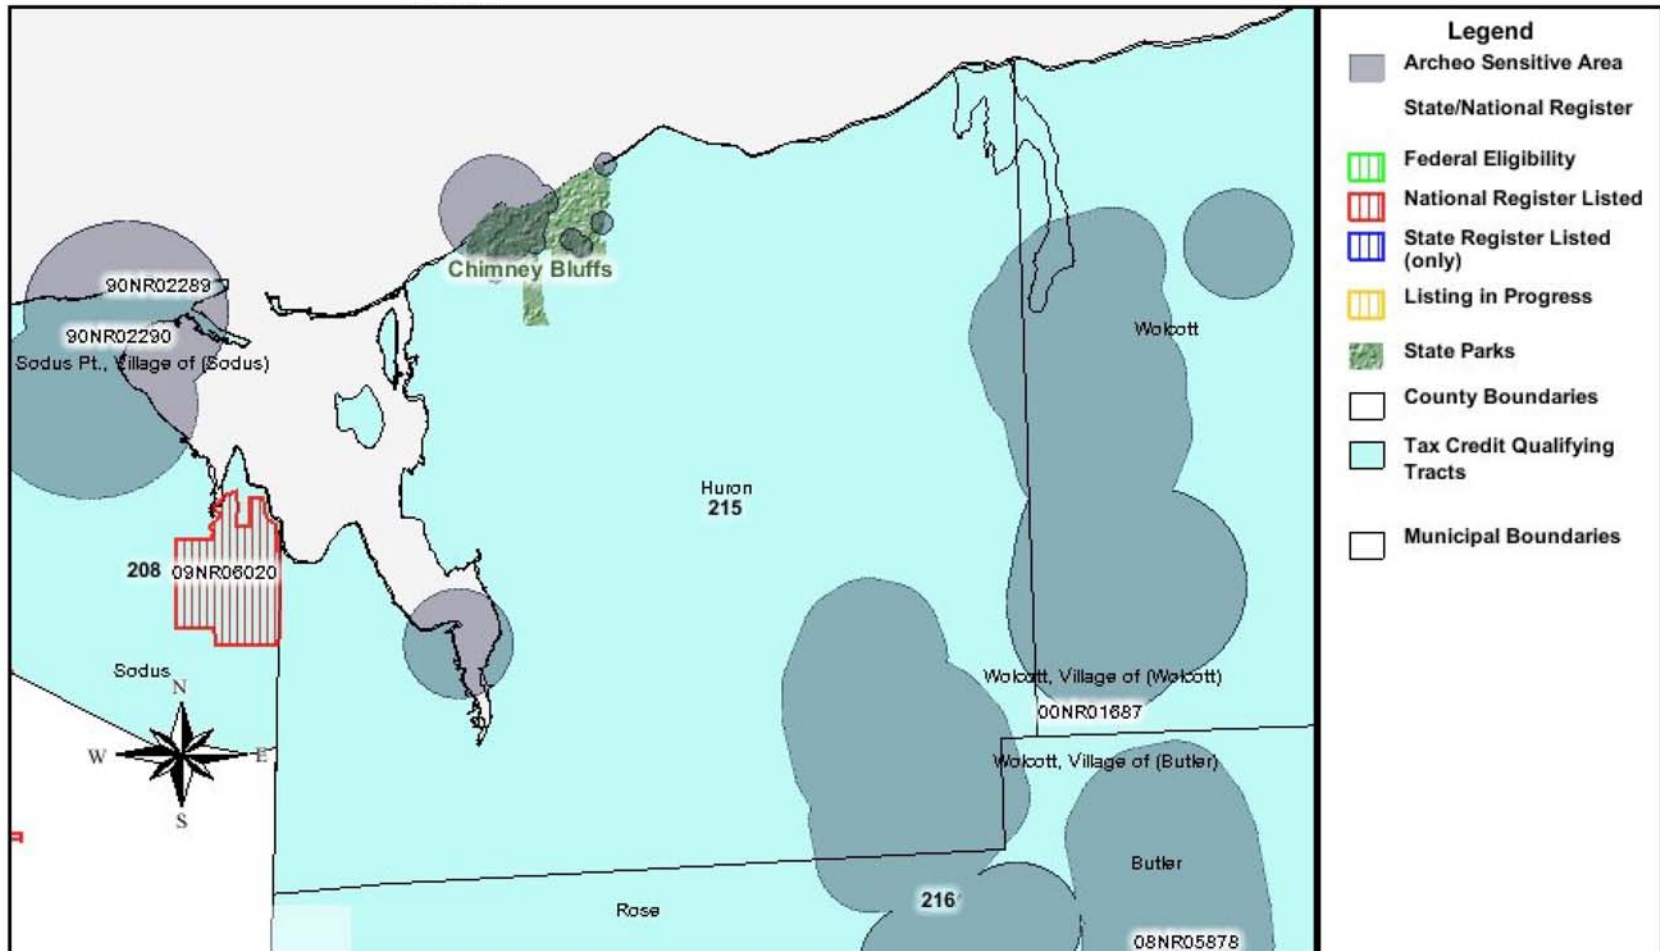 Legend
Archeo Sensitive Area
State/National Register
Federal Eligibility
National Register Listed
State Register Listed
(only)
Listing in Progress
State Parks
County Boundaries
Tax Credit Qualifying
Tracts
Municipal Boundaries
Chimney Bluffs
90NR02289
90NR02290
Sodus Pt., Village of (Sodus)
Wolcott
Huron
215
208
09NR06020
Sodus
N
W
E
S
Wolcott, Village of (Wolcott)
00NR01687
Wolcott, Village of (Butler)
Butler
216
Rose
08NR05878